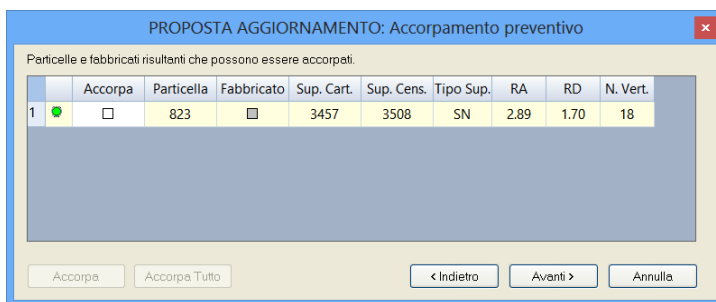 PROPOSTA AGGIORNAMENTO: Accorpamento preventivo
x
Particelle e fabbricati risultanti che possono essere accorpati.
Accorpa Particella Fabbricato Sup. Cart. Sup. Cens. Tipo Sup. RA RD N. Vert.
1 823 3457 3508 SN 2.89 1.70 18
Accorpa Accorpa Tutto < Indietro Avanti > Annulla